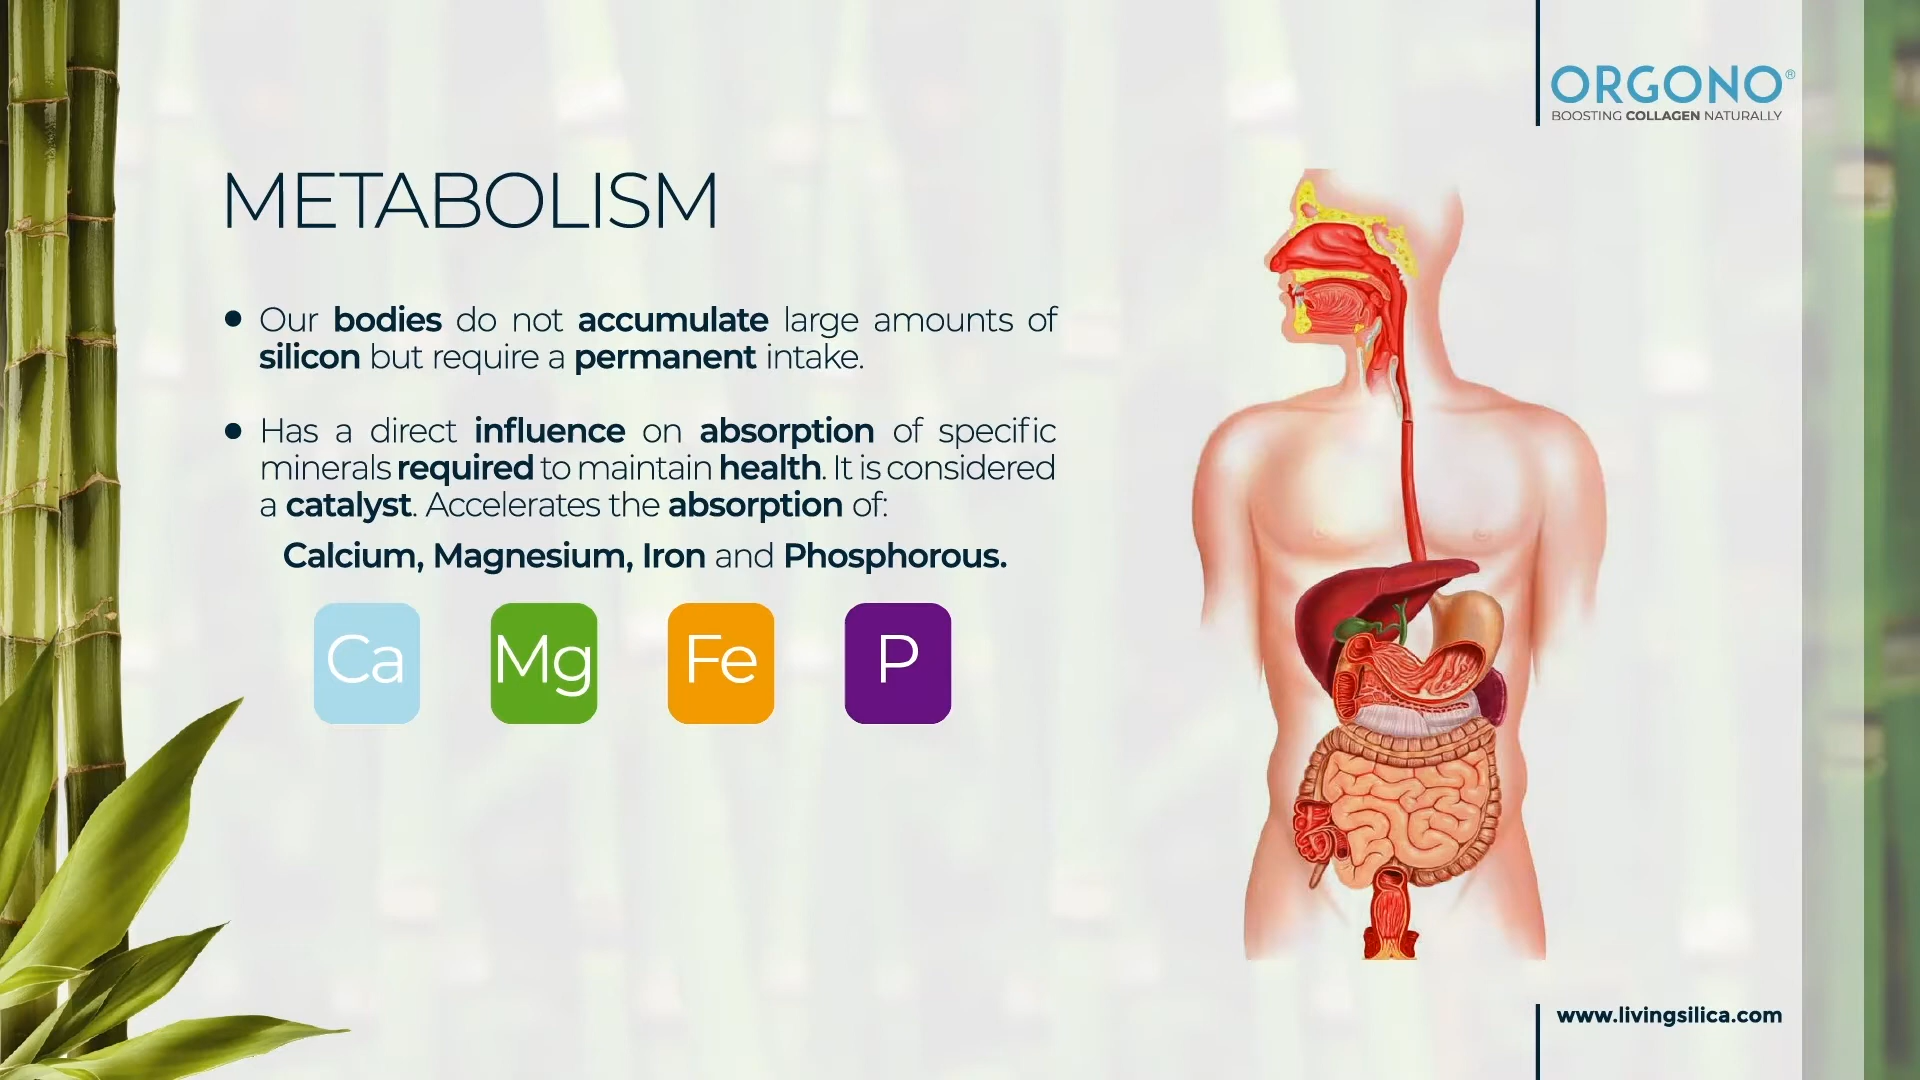 ORGONO®
BOOSTING COLLAGEN NATURALLY
METABOLISM
• Our bodies do not accumulate large amounts of
silicon but require a permanent intake.
• Has a direct influence on absorption of specific
minerals required to maintain health. It is considered
a catalyst. Accelerates the absorption of:
Calcium, Magnesium, Iron and Phosphorous.
Ca Mg Fe P
www.livingsilica.com